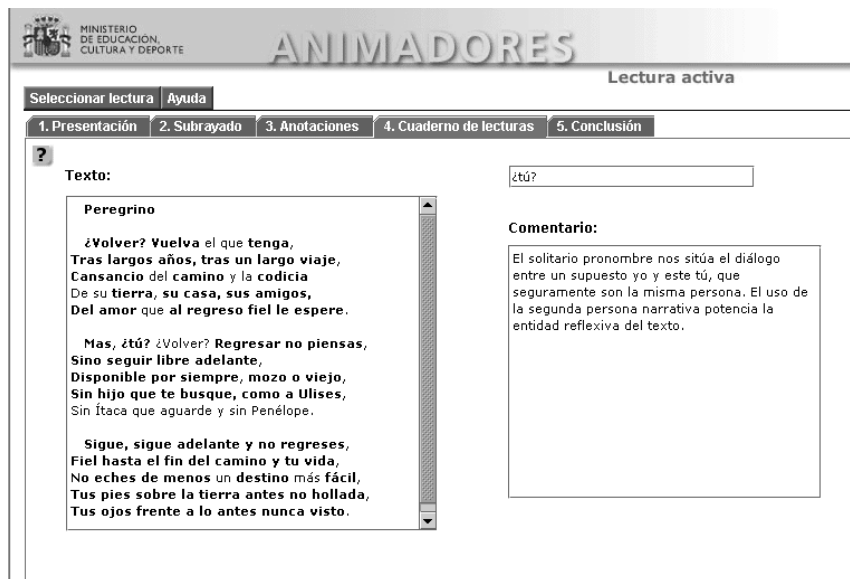 MINISTERIO
DE EDUCACIÓN,
CULTURA Y DEPORTE
ANIMADORES
Lectura activa
Seleccionar lectura Ayuda
1. Presentación 2. Subrayado 3. Anotaciones 4. Cuaderno de lecturas 5. Conclusión
?
Texto:
Peregrino
¿Volver? Vuelva el que tenga,
Tras largos años, tras un largo viaje,
Cansancio del camino y la codicia
De su tierra, su casa, sus amigos,
Del amor que al regreso fiel le espere.
Mas, ¿tú? ¿Volver? Regresar no piensas,
Sino seguir libre adelante,
Disponible por siempre, mozo o viejo,
Sin hijo que te busque, como a Ulises,
Sin Ítaca que aguarde y sin Penélope.
Sigue, sigue adelante y no regreses,
Fiel hasta el fin del camino y tu vida,
No eches de menos un destino más fácil,
Tus pies sobre la tierra antes no hollada,
Tus ojos frente a lo antes nunca visto.
¿tú?
Comentario:
El solitario pronombre nos sitúa el diálogo
entre un supuesto yo y este tú, que
seguramente son la misma persona. El uso de
la segunda persona narrativa potencia la
entidad reflexiva del texto.